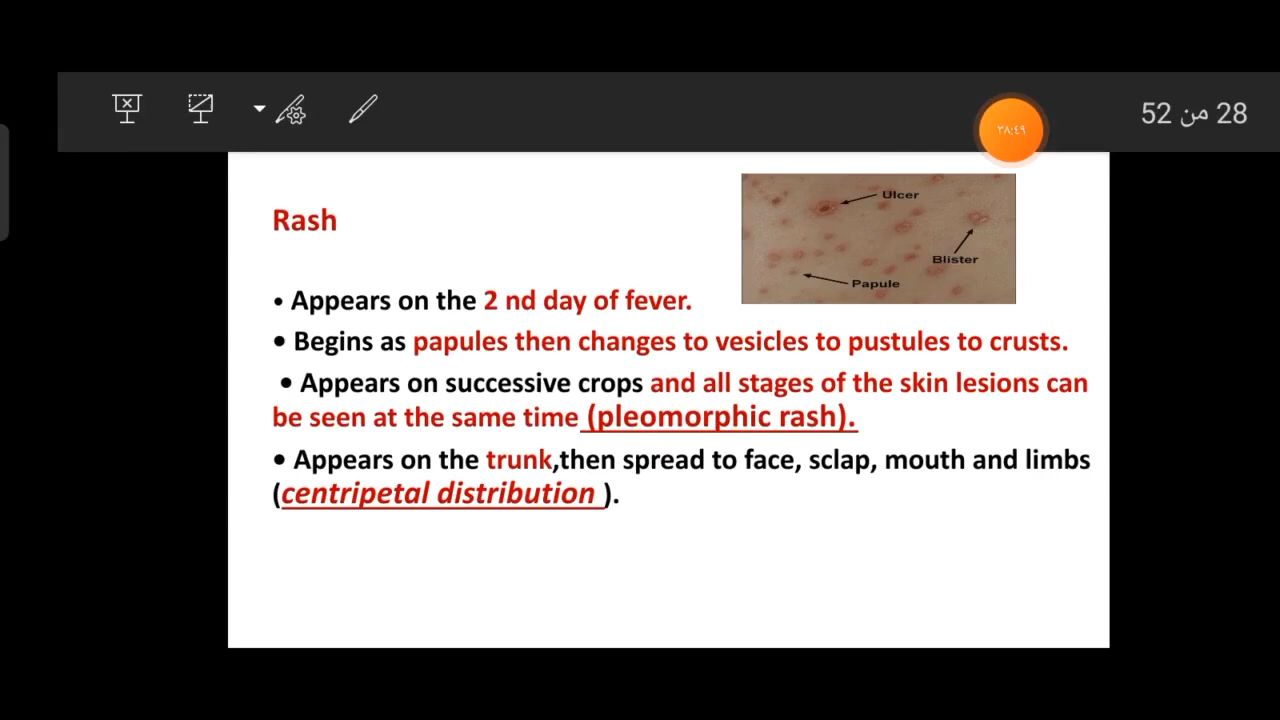 28 من 52
٣٨:٤٩
Rash
Ulcer
Blister
Papule
• Appears on the 2 nd day of fever.
• Begins as papules then changes to vesicles to pustules to crusts.
• Appears on successive crops and all stages of the skin lesions can
be seen at the same time (pleomorphic rash).
• Appears on the trunk,then spread to face, sclap, mouth and limbs
(centripetal distribution ).